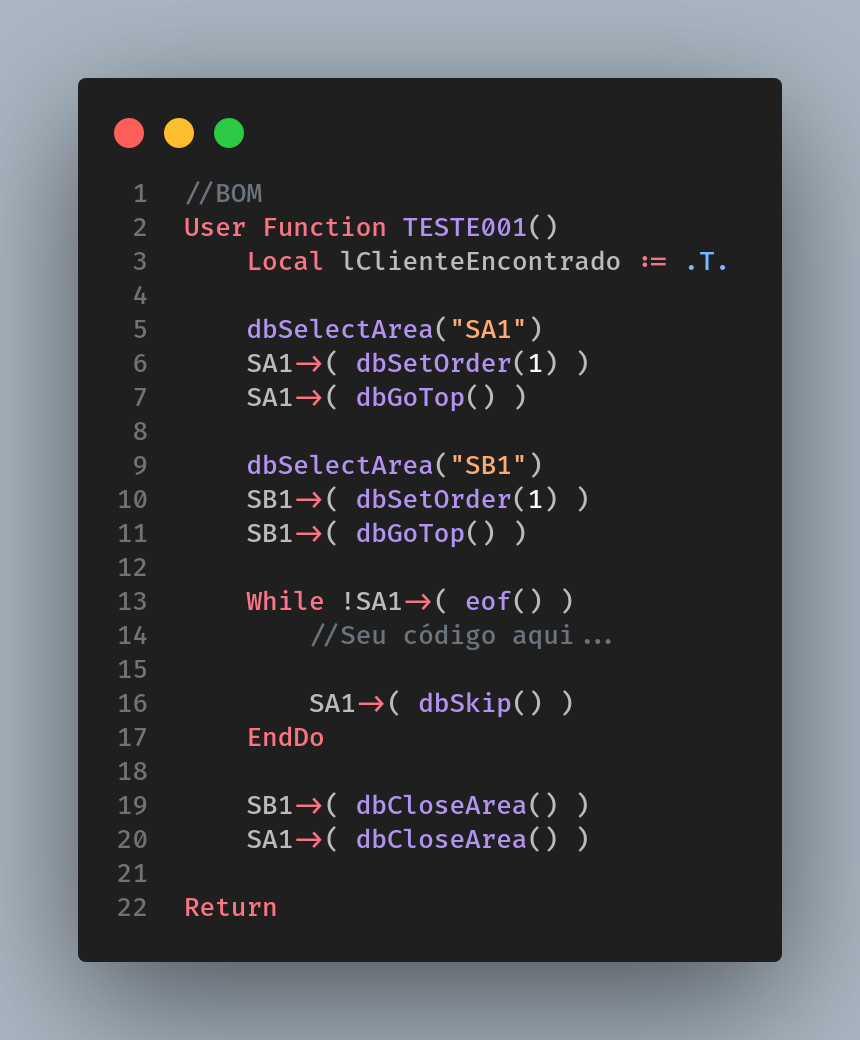 1 //BOM
2 User Function TESTE001()
3     Local lClienteEncontrado := .T.
4
5     dbSelectArea("SA1")
6     SA1->( dbSetOrder(1) )
7     SA1->( dbGoTop() )
8
9     dbSelectArea("SB1")
10     SB1->( dbSetOrder(1) )
11     SB1->( dbGoTop() )
12
13     While !SA1->( eof() )
14         //Seu código aqui...
15
16         SA1->( dbSkip() )
17     EndDo
18
19     SB1->( dbCloseArea() )
20     SA1->( dbCloseArea() )
21
22 Return